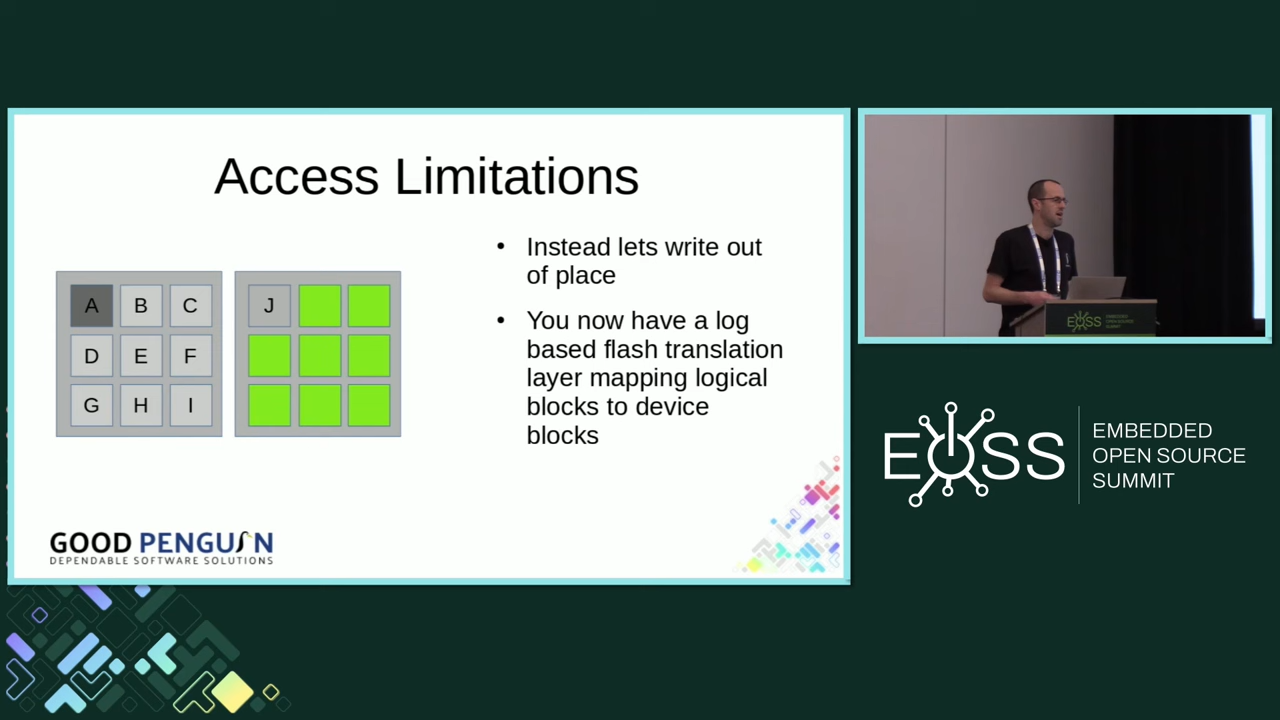 Access Limitations
A B C
D E F
G H I
J
• Instead lets write out
of place
• You now have a log
based flash translation
layer mapping logical
blocks to device
blocks
GOOD PENGUIN
DEPENDABLE SOFTWARE SOLUTIONS
EOSS
EOSS
EMBEDDED
OPEN SOURCE
SUMMIT